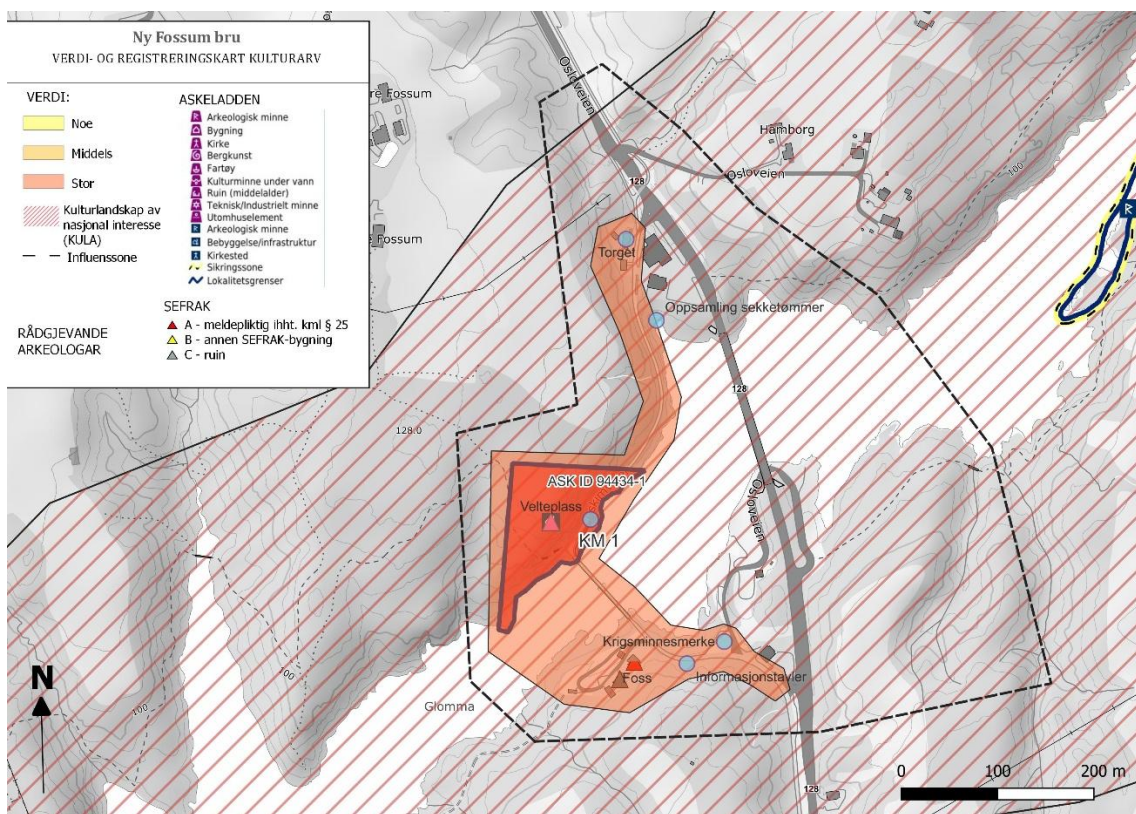 Ny Fossum bru
VERDI- OG REGISTRERINGSKART KULTURARV
VERDI:
Noe
Middels
Stor
Kulturlandskap av
nasjonal interesse
(KULA)
Influenssone
ASKELADDEN
Arkeologisk minne
Bygning
Kirke
Bergkunst
Fartøy
Kulturminne under vann
Ruin (middelalder)
Teknisk/Industrielt minne
Utomhuselement
R Arkeologisk minne
Bebyggelse/infrastruktur
Kirkested
Sikringssone
Lokalitetsgrenser
SEFRAK
A - meldepliktig ihht. kml § 25
B - annen SEFRAK-bygning
C - ruin
RÅDGJEVANDE
ARKEOLOGAR
Osloveien
re Fossum
Hamborg
Osloveien
128
100
R
e Fossum
Torget
Oppsamling søkketømmer
128
128.0
ASK ID 94434-1
Velteplass
KM 1
Osloveien
Krigsminnesmerke
Foss
Informasjonstavler
100
100
Glomma
N
128
0 100 200 m